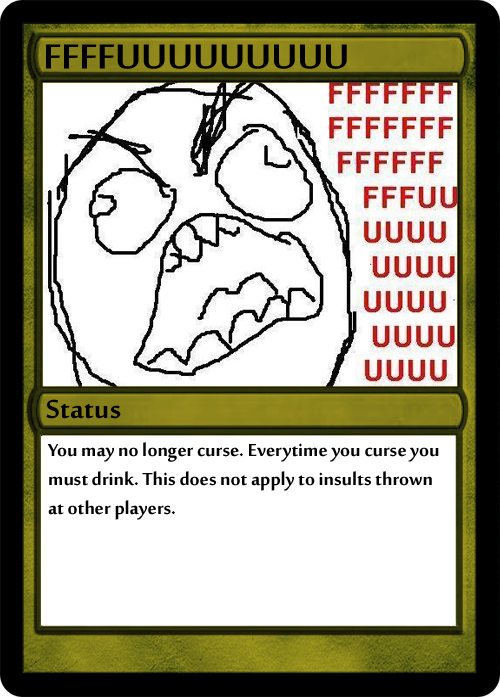 FFFFUUUUUUUUU
FFFFFFF
FFFFFFF
FFFFFF
FFFUU
UUUU
UUUU
UUUU
UUUU
UUUU
Status
You may no longer curse. Everytime you curse you
must drink. This does not apply to insults thrown
at other players.